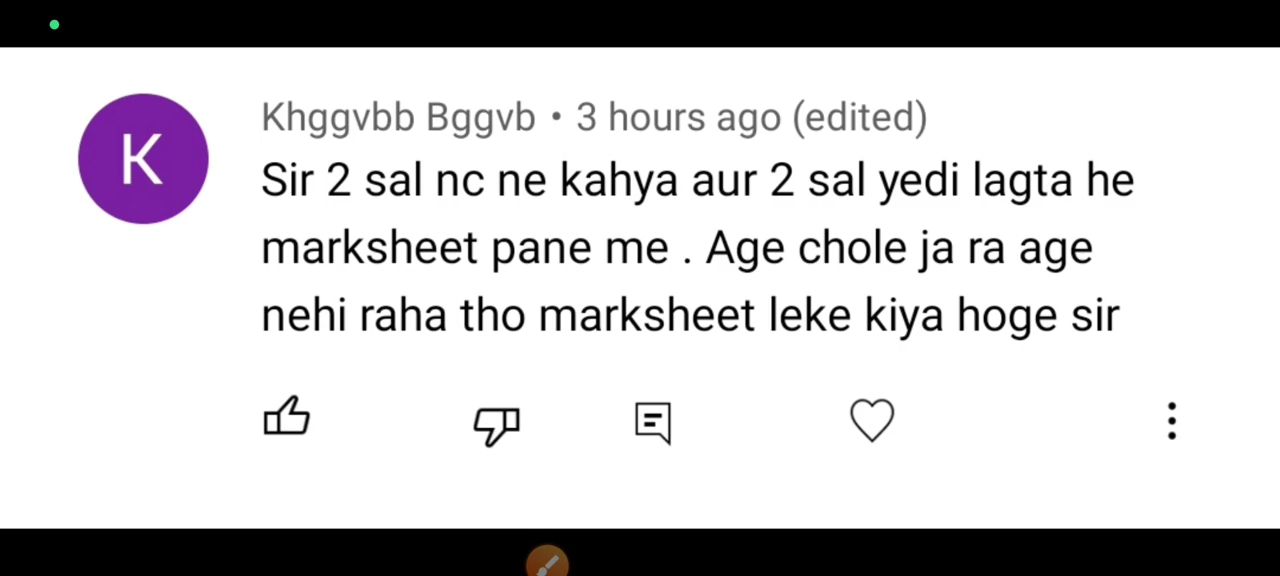 K
Khggvbb Bggvb • 3 hours ago (edited)
Sir 2 sal nc ne kahya aur 2 sal yedi lagta he
marksheet pane me . Age chole ja ra age
nehi raha tho marksheet leke kiya hoge sir